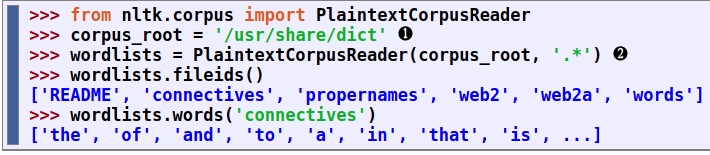 >>> from nltk.corpus import PlaintextCorpusReader
>>> corpus_root = '/usr/share/dict' ❶
>>> wordlists = PlaintextCorpusReader(corpus_root, '.*') ❷
>>> wordlists.fileids()
['README', 'connectives', 'propernames', 'web2', 'web2a', 'words']
>>> wordlists.words('connectives')
['the', 'of', 'and', 'to', 'a', 'in', 'that', 'is', ...]